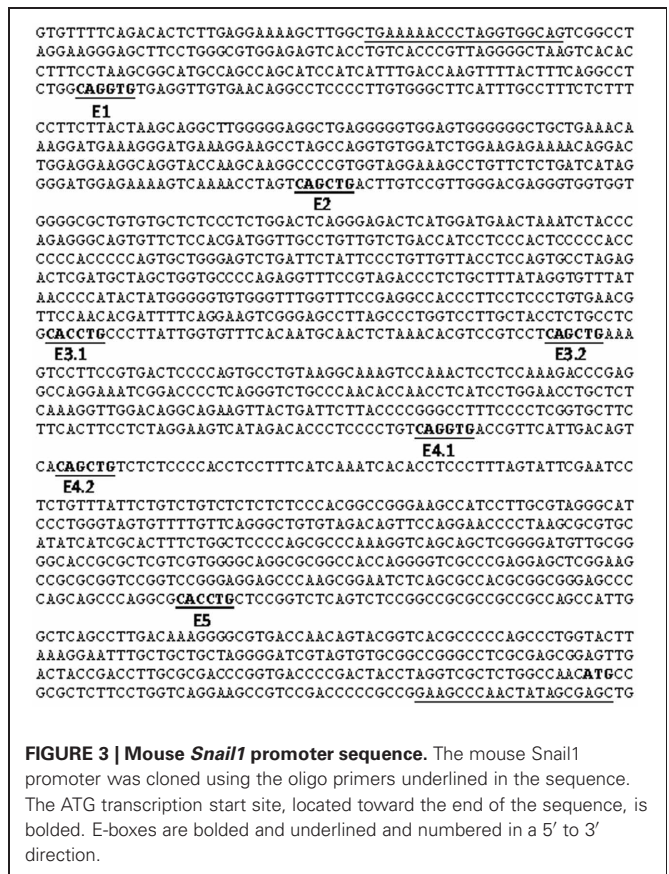 GTGTTTTCAGACACTCTTGAGGAAAAGCTTGGCTGAAAAACCCTAGGTGGCAGTCGGCCT
AGGAAGGGAGCTTCCTGGGCGTGGAGAGTCACCTGTCACCCGTTAGGGGCTAAGTCACAC
CTTTCCTAAGCGGCATGCCAGCCAGCATCCATCATTTGACCAAGTTTTACTTTCAGGCCT
CTGGCAGGTGTGAGGTTGTGAACAGGCCTCCCCTTGTGGGCTTCATTTGCCTTTCTCTTT
E1
CCTTCTTACTAAGCAGGCTTGGGGGAGGCTGAGGGGGTGGAGTGGGGGGCTGCTGAAACA
AAGGATGAAAGGGATGAAAGGAAGCCTAGCCAGGTGTGGATCTGGAAGAGAAAACAGGAC
TGGAGGAAGGCAGGTACCAAGCAAGGCCCCGTGGTAGGAAAGCCTGTTCTCTGATCATAG
GGGATGGAGAAAAGTCAAAACCTAGTCAGCTGACTTGTCCGTTGGGACGAGGGTGGTGGT
E2
GGGGCGCTGTGTGCTCTCCCTCTGGACTCAGGGAGACTCATGGATGAACTAAATCTACCC
AGAGGGCAGTGTTCTCCACGATGGTTGCCTGTTGTCTGACCATCCTCCCACTCCCCCACC
CCCCACCCCCAGTGCTGGGAGTCTGATTCTATTCCCTGTTGTTACCTCCAGTGCCTAGAG
ACTCGATGCTAGCTGGTGCCCCAGAGGTTTCCGTAGACCCTCTGCTTTATAGGTGTTTAT
AACCCCATACTATGGGGGTGTGGGTTTGGTTTCCGAGGCCACCCTTCCTCCCTGTGAACG
TTCCAACACGATTTTCAGGAAGTCGGGAGCCTTAGCCCTGGTCCTTGCTACCTCTGCCTC
GCACCTGCCCTTATTGGTGTTTCACAATGCAACTCTAAACACGTCCGTCCTCAGCTGAAA
E3.1 E3.2
GTCCTTCCGTGACTCCCCAGTGCCTGTAAGGCAAAGTCCAAACTCCTCCAAAGACCCGAG
GCCAGGAAATCGGACCCCTCAGGGTCTGCCCAACACCAACCTCATCCTGGAACCTGCTCT
CAAAGGTTGGACAGGCAGAAGTTACTGATTCTTACCCCGGGCCTTTCCCCTCGGTGCTTC
TTCACTTCCTCTAGGAAGTCATAGACACCCTCCCCTGTCAGGTGACCGTTCATTGACAGT
E4.1
CACAGCTGTCTCTCCCCACCTCCTTTCATCAAATCACACCTCCCTTTAGTATTCGAATCC
E4.2
TCTGTTTATTCTGTCTGTCTCTCTCTCCCACGGCCGGGAAGCCATCCTTGCGTAGGGCAT
CCCTGGGTAGTGTTTTGTTCAGGGCTGTGTAGACAGTTCCAGGAACCCCTAAGCGCGTGC
ATATCATCGCACTTTCTGGCTCCCCAGCGCCCAAAGGTCAGCAGCTCGGGGATGTTGCGG
GGCACCGCGCTCGTCGTGGGGCAGGCGCGGCCACCAGGGGTCGCCCGAGGAGCTCGGAAG
CCGCGCGGTCCGGTCCGGGAGGAGCCCAAGCGGAATCTCAGCGCCACGCGGCGGGAGCCC
CAGCAGCCCAGGCGCACCTGCTCCGGTCTCAGTCTCCGGCCGCGCCGCCGCCAGCCATTG
E5
GCTCAGCCTTGACAAAGGGGCGTGACCAACAGTACGGTCACGCCCCCAGCCCTGGTACTT
AAAGGAATTTGCTGCTGCTAGGGGATCGTAGTGTGCGGCCGGGCCTCGCGAGCGGAGTTG
ACTACCGACCTTGCGCGACCCGGTGACCCCGACTACCTAGGTCGCTCTGGCCAACATGCC
GCGCTCTTCCTGGTCAGGAAGCCGTCCGACCCCCGCCGGAAGCCCAACTATAGCGAGCTG
FIGURE 3 | Mouse Snail1 promoter sequence. The mouse Snail1
promoter was cloned using the oligo primers underlined in the sequence.
The ATG transcription start site, located toward the end of the sequence, is
bolded. E-boxes are bolded and underlined and numbered in a 5′ to 3′
direction.